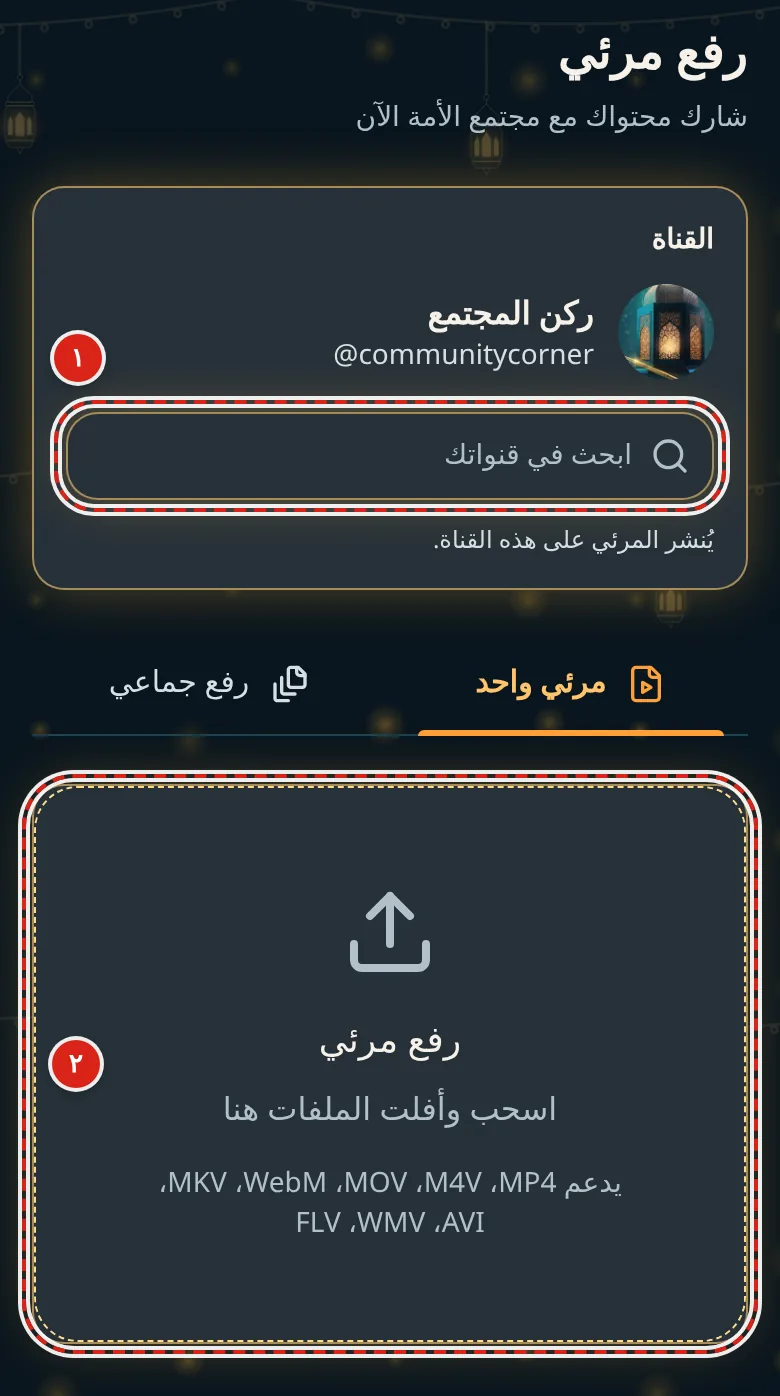 رفع مرئي
شارك محتواك مع مجتمع الأمة الآن
القناة
ركن المجتمع
@communitycorner
١
ابحث في قنواتك
يُنشر المرئي على هذه القناة.
مرئي واحد
رفع جماعي
رفع مرئي
٢
اسحب وأفلت الملفات هنا
يدعم MP4، M4V، MOV، WebM، MKV،
AVI، WMV، FLV